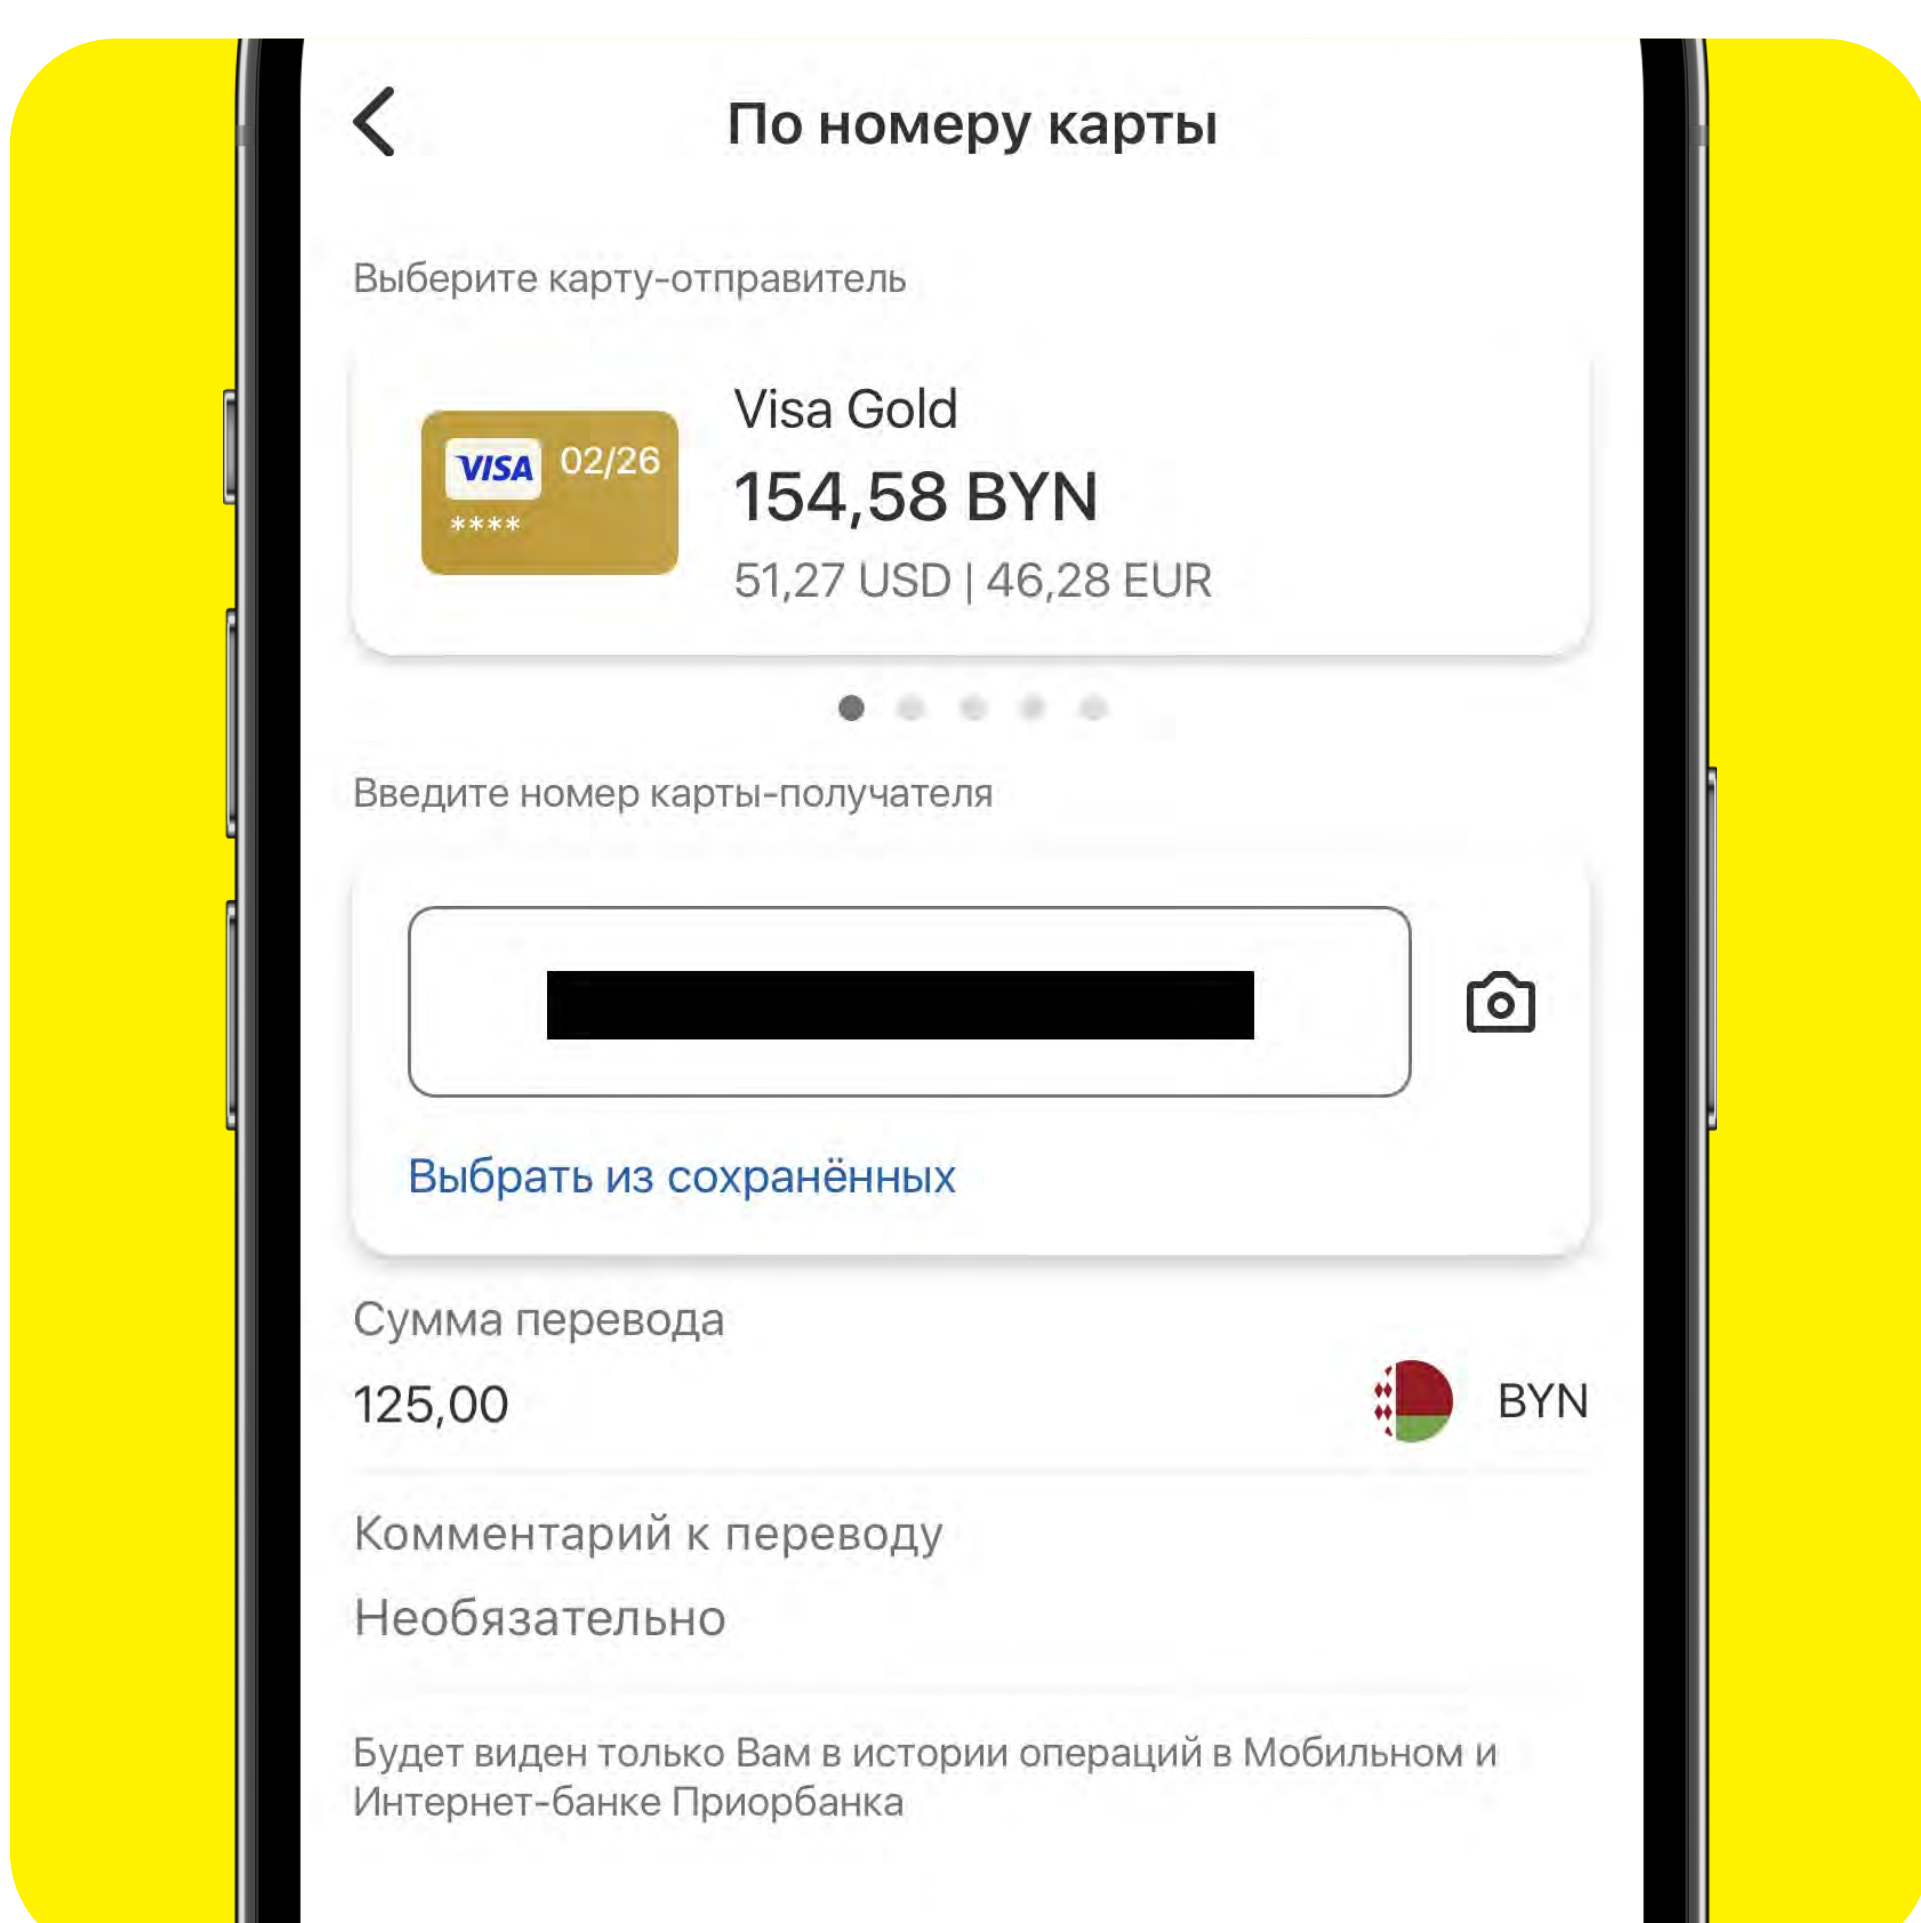 По номеру карты
Выберите карту-отправитель
Visa Gold
VISA 02/26
****
154,58 BYN
51,27 USD | 46,28 EUR
Введите номер карты-получателя
Выбрать из сохранённых
Сумма перевода
125,00 BYN
Комментарий к переводу
Необязательно
Будет виден только Вам в истории операций в Мобильном и
Интернет-банке Приорбанка